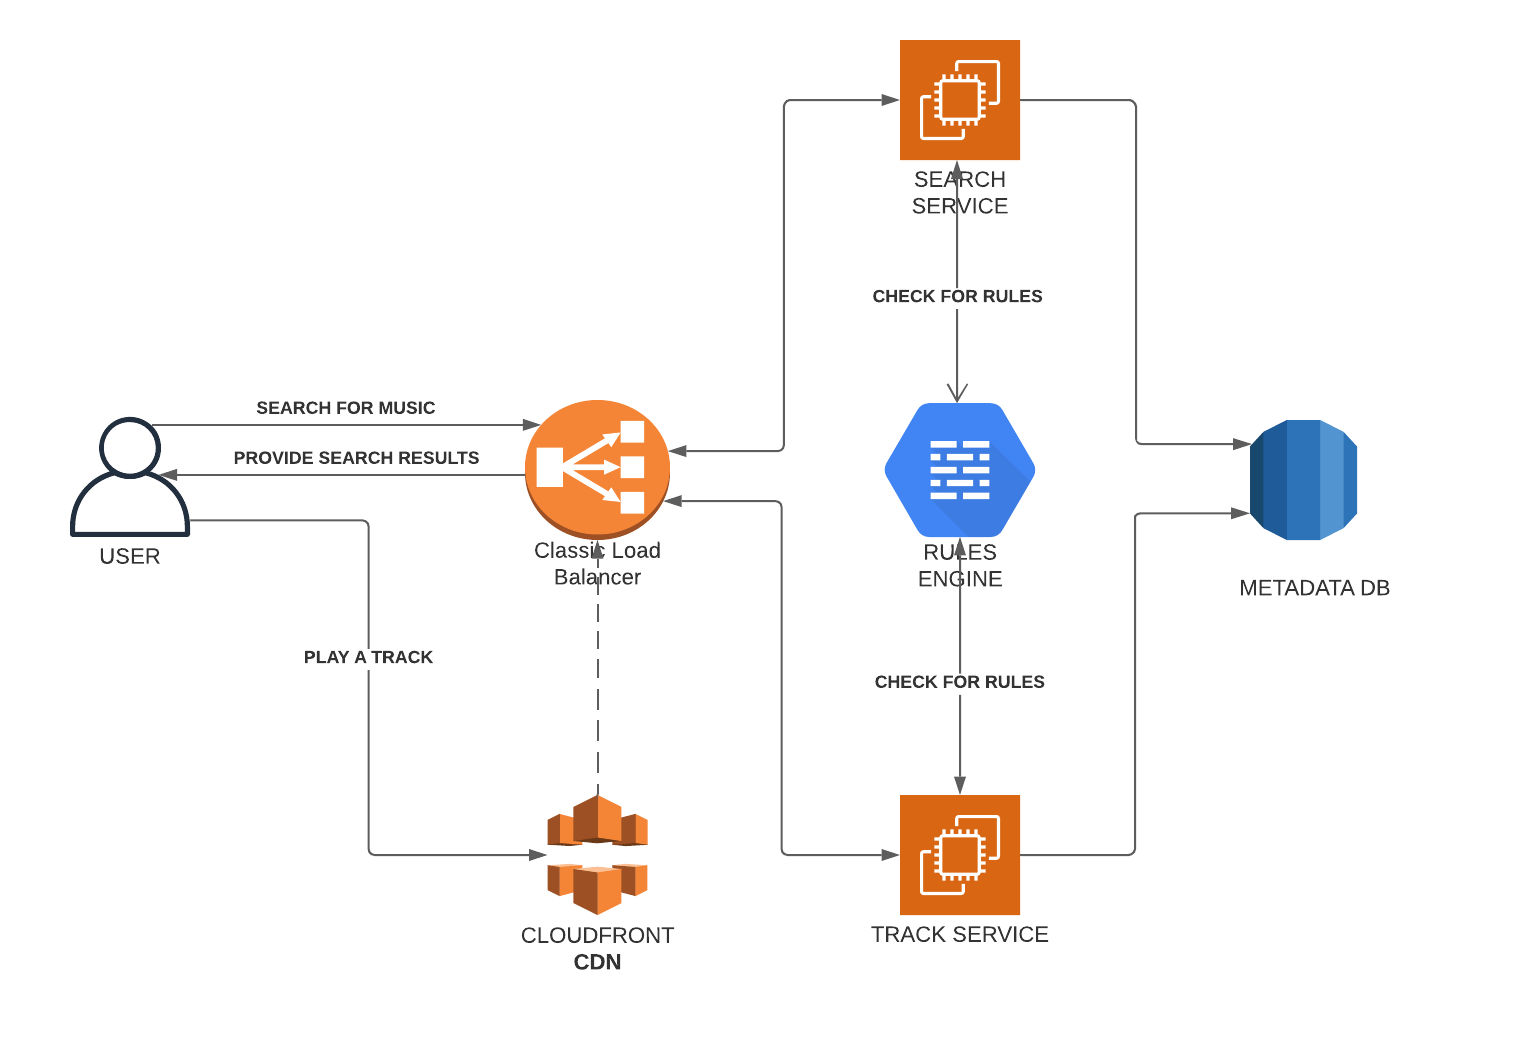 SEARCH
SERVICE
CHECK FOR RULES
SEARCH FOR MUSIC
PROVIDE SEARCH RESULTS
USER
Classic Load
Balancer
RULES
ENGINE
METADATA DB
PLAY A TRACK
CHECK FOR RULES
CLOUDFRONT
CDN
TRACK SERVICE